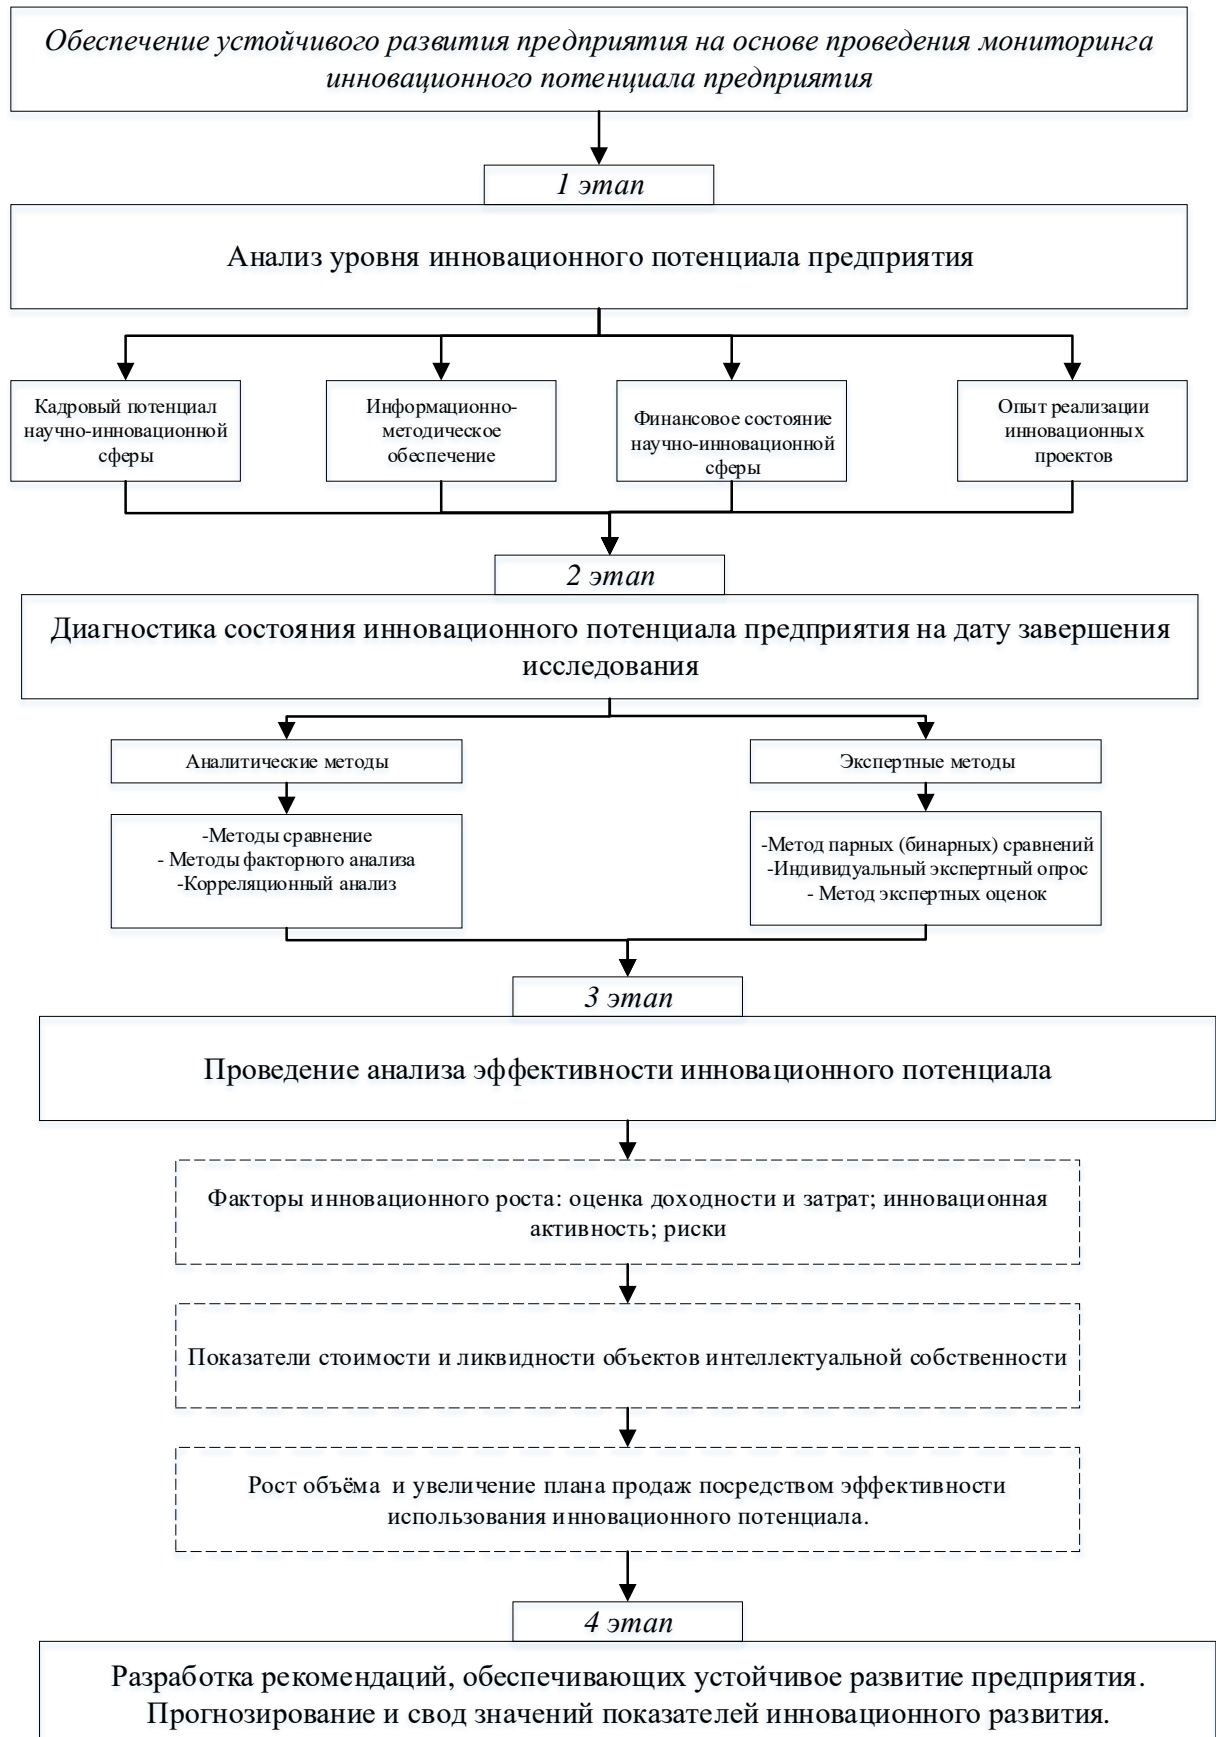 Обеспечение устойчивого развития предприятия на основе проведения мониторинга
инновационного потенциала предприятия
1 этап
Анализ уровня инновационного потенциала предприятия
Кадровый потенциал
научно-инновационной
сферы
Информационно-
методическое
обеспечение
Финансовое состояние
научно-инновационной
сферы
Опыт реализации
инновационных
проектов
2 этап
Диагностика состояния инновационного потенциала предприятия на дату завершения
исследования
Аналитические методы
-Методы сравнение
- Методы факторного анализа
-Корреляционный анализ
Экспертные методы
-Метод парных (бинарных) сравнений
-Индивидуальный экспертный опрос
- Метод экспертных оценок
3 этап
Проведение анализа эффективности инновационного потенциала
Факторы инновационного роста: оценка доходности и затрат; инновационная
активность; риски
Показатели стоимости и ликвидности объектов интеллектуальной собственности
Рост объёма и увеличение плана продаж посредством эффективности
использования инновационного потенциала.
4 этап
Разработка рекомендаций, обеспечивающих устойчивое развитие предприятия.
Прогнозирование и свод значений показателей инновационного развития.